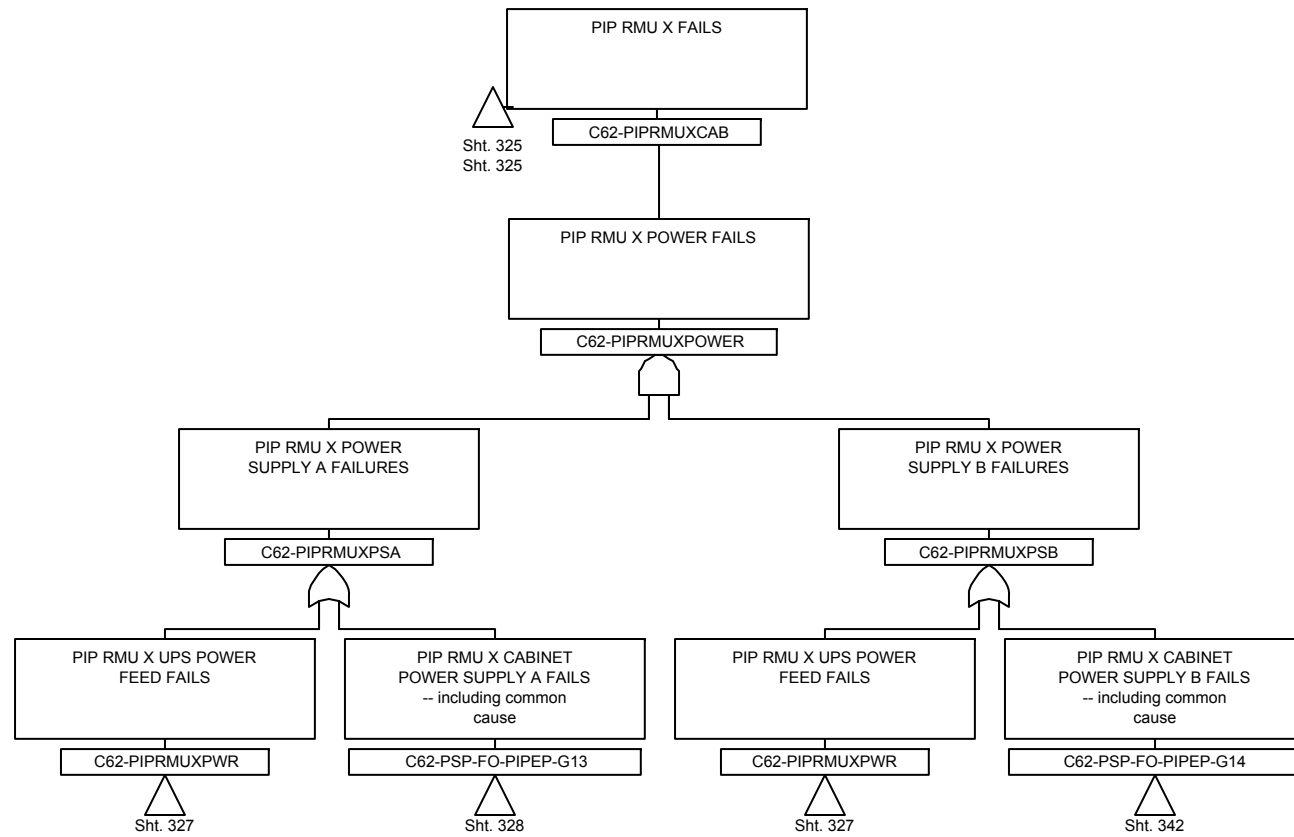 PIP RMU X FAILS
C62-PIPRMUXCAB
Sht. 325
Sht. 325
PIP RMU X POWER FAILS
C62-PIPRMUXPOWER
PIP RMU X POWER
SUPPLY A FAILURES
C62-PIPRMUXPSA
PIP RMU X POWER
SUPPLY B FAILURES
C62-PIPRMUXPSB
PIP RMU X UPS POWER
FEED FAILS
C62-PIPRMUXPWR
Sht. 327
PIP RMU X CABINET
POWER SUPPLY A FAILS
-- including common
cause
C62-PSP-FO-PIPEP-G13
Sht. 328
PIP RMU X UPS POWER
FEED FAILS
C62-PIPRMUXPWR
Sht. 327
PIP RMU X CABINET
POWER SUPPLY B FAILS
-- including common
cause
C62-PSP-FO-PIPEP-G14
Sht. 342